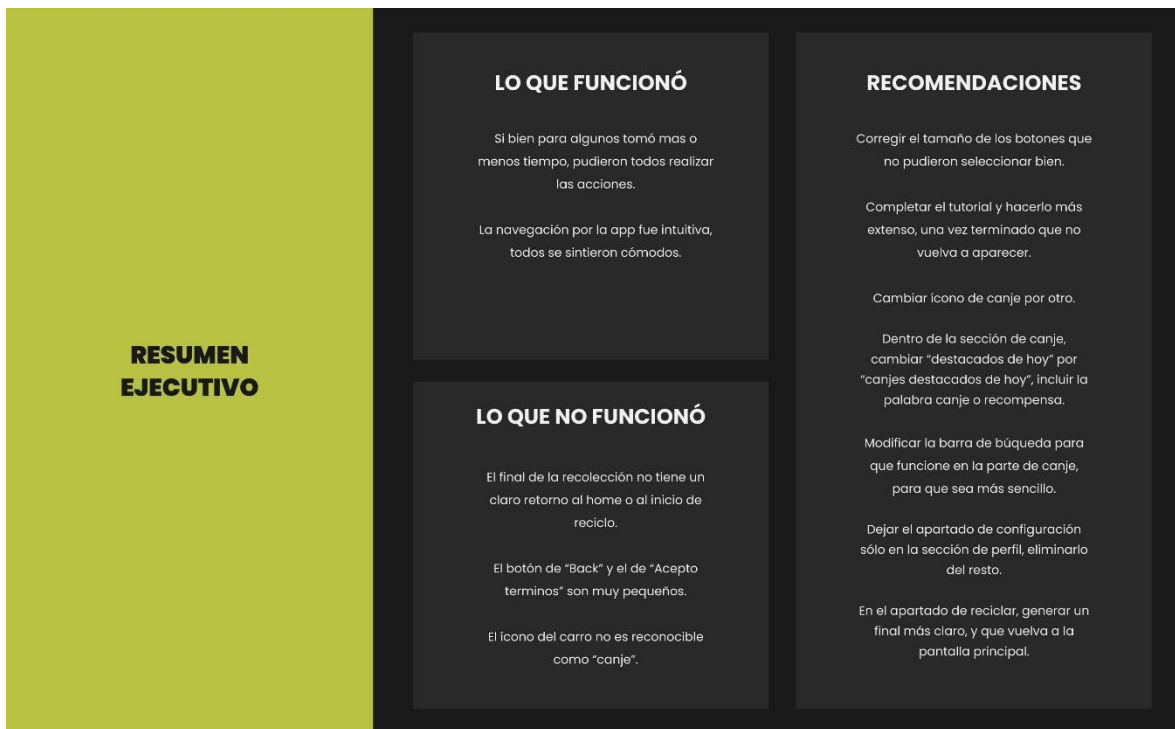 RESUMEN
EJECUTIVO
LO QUE FUNCIONÓ
Si bien para algunos tomó mas o
menos tiempo, pudieron todos realizar
las acciones.
La navegación por la app fue intuitiva,
todos se sintieron cómodos.
LO QUE NO FUNCIONÓ
El final de la recolección no tiene un
claro retorno al home o al inicio de
reciclo.
El botón de “Back” y el de “Acepto
terminos” son muy pequeños.
El ícono del carro no es reconocible
como “canje”.
RECOMENDACIONES
Corregir el tamaño de los botones que
no pudieron seleccionar bien.
Completar el tutorial y hacerlo más
extenso, una vez terminado que no
vuelva a aparecer.
Cambiar ícono de canje por otro.
Dentro de la sección de canje,
cambiar “destacados de hoy” por
“canjes destacados de hoy”, incluir la
palabra canje o recompensa.
Modificar la barra de búqueda para
que funcione en la parte de canje,
para que sea más sencillo.
Dejar el apartado de configuración
sólo en la sección de perfil, eliminarlo
del resto.
En el apartado de reciclar, generar un
final más claro, y que vuelva a la
pantalla principal.